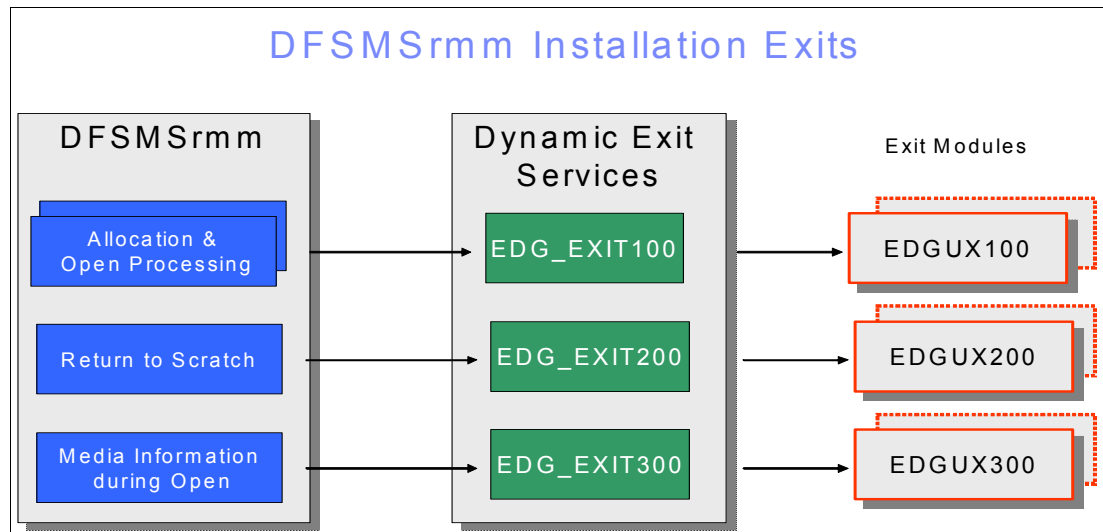 DFSMSrmm Installation Exits
DFSMSrmm
Dynamic Exit
Services
Exit Modules
Allocation &
Open Processing
EDG_EXIT100
EDGUX100
Return to Scratch
EDG_EXIT200
EDGUX200
Media Information
during Open
EDG_EXIT300
EDGUX300